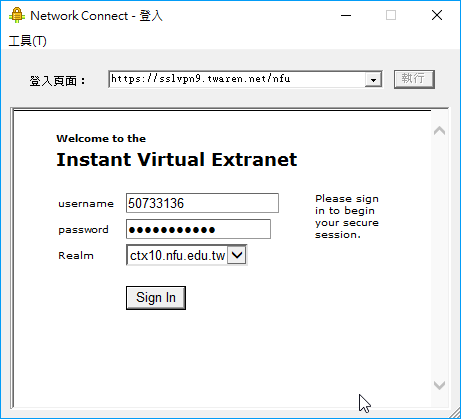 Network Connect - 登入
工具(T)
登入頁面：
https://sslvpn9.twaren.net/nfu
執行
Welcome to the
Instant Virtual Extranet
username
50733136
Please sign
in to begin
your secure
session.
password
●●●●●●●●●●●
Realm
ctx10.nfu.edu.tw
Sign In